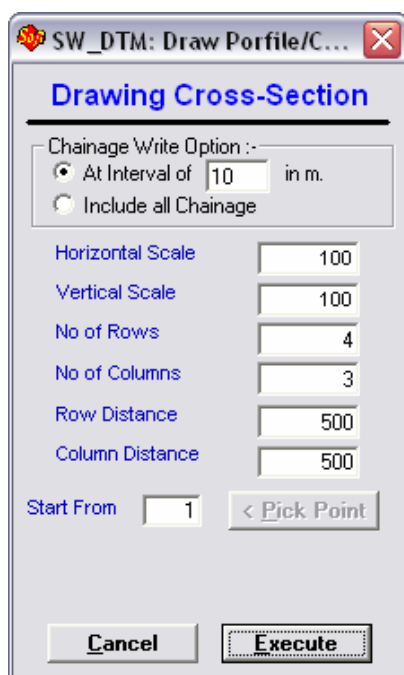 SW_DTM: Draw Porfile/C...
Drawing Cross-Section
Chainage Write Option :-
At Interval of 10 in m.
Include all Chainage
Horizontal Scale 100
Vertical Scale 100
No of Rows 4
No of Columns 3
Row Distance 500
Column Distance 500
Start From 1 < Pick Point
Cancel Execute